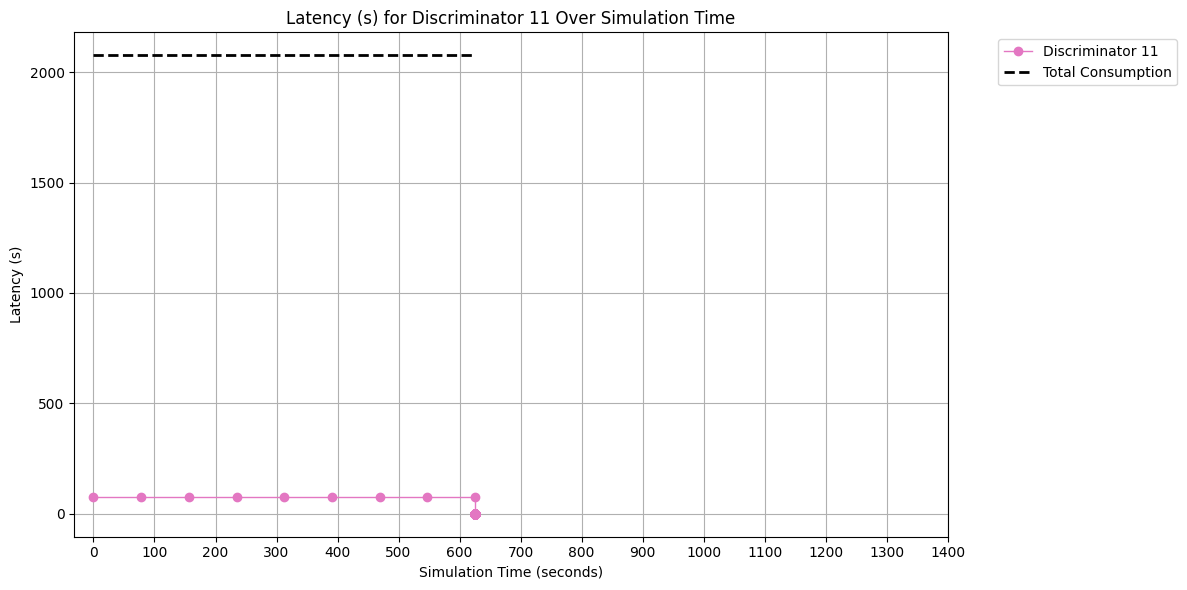 Latency (s) for Discriminator 11 Over Simulation Time
Discriminator 11
Total Consumption
2000
1500
1000
500
0
Latency (s)
0 100 200 300 400 500 600 700 800 900 1000 1100 1200 1300 1400
Simulation Time (seconds)